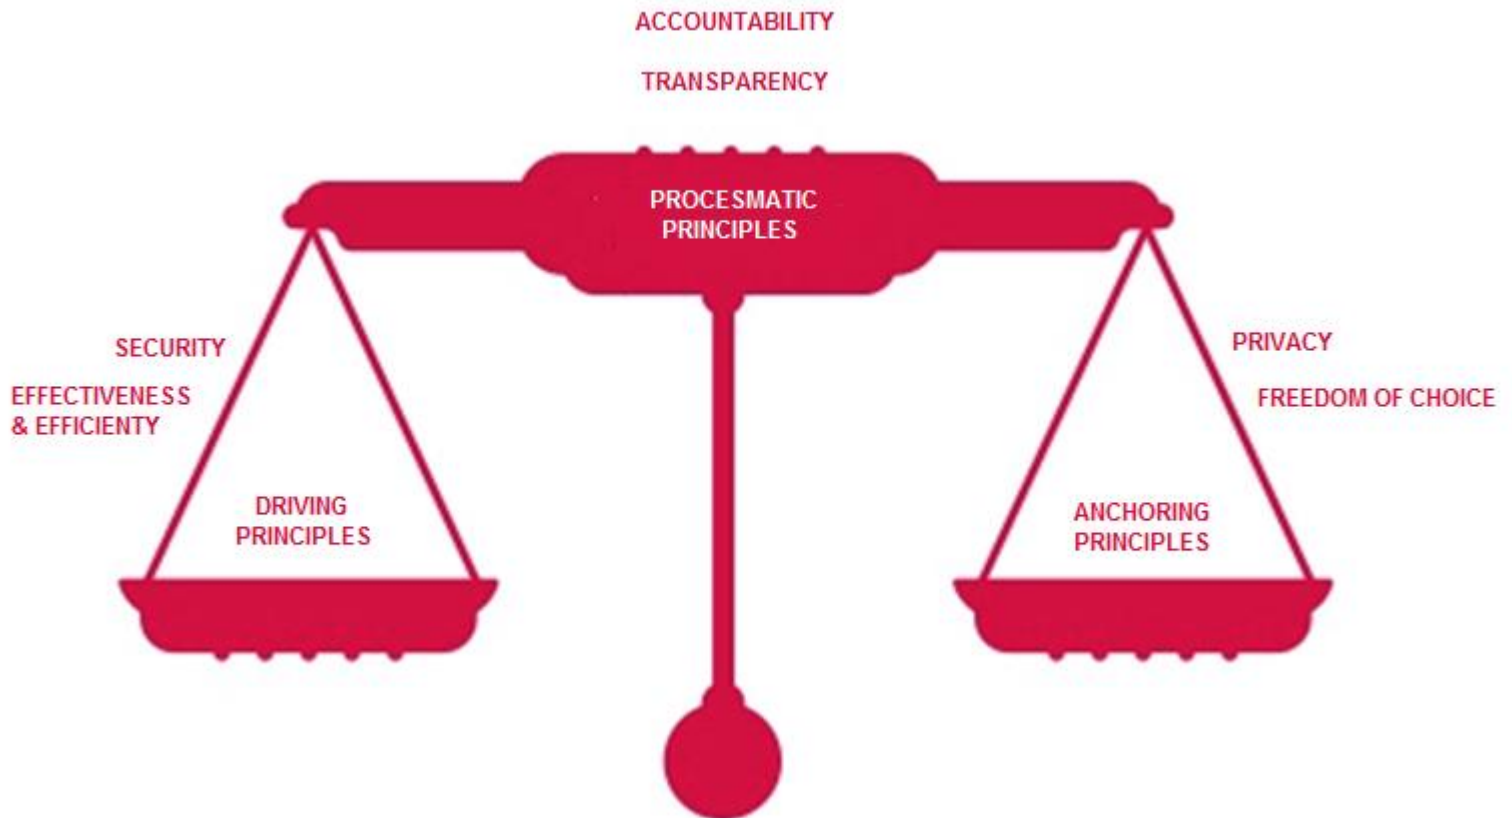 ACCOUNTABILITY
TRANSPARENCY
PROCESMATIC
PRINCIPLES
SECURITY
EFFECTIVENESS
& EFFICIENTY
DRIVING
PRINCIPLES
PRIVACY
FREEDOM OF CHOICE
ANCHORING
PRINCIPLES